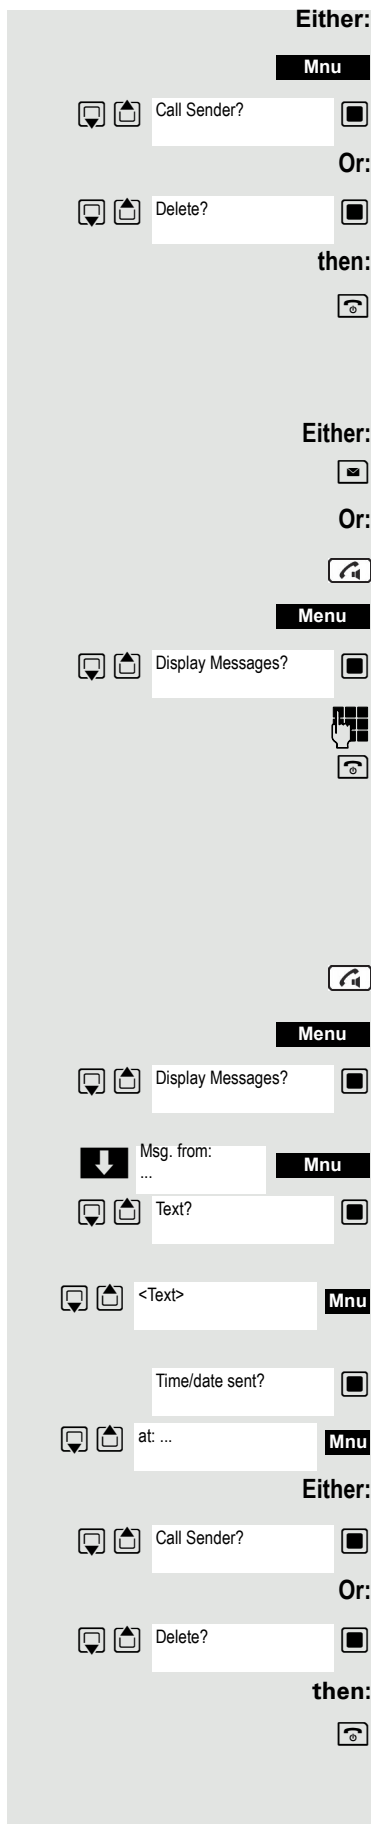 Either:
Mnu
Call Sender?
Or:
Delete?
then:
Either:
Or:
Menu
Display Messages?
Menu
Display Messages?
Msg. from:
...
Mnu
Text?
<Text>
Mnu
Time/date sent?
at: ...
Mnu
Either:
Call Sender?
Or:
Delete?
then: